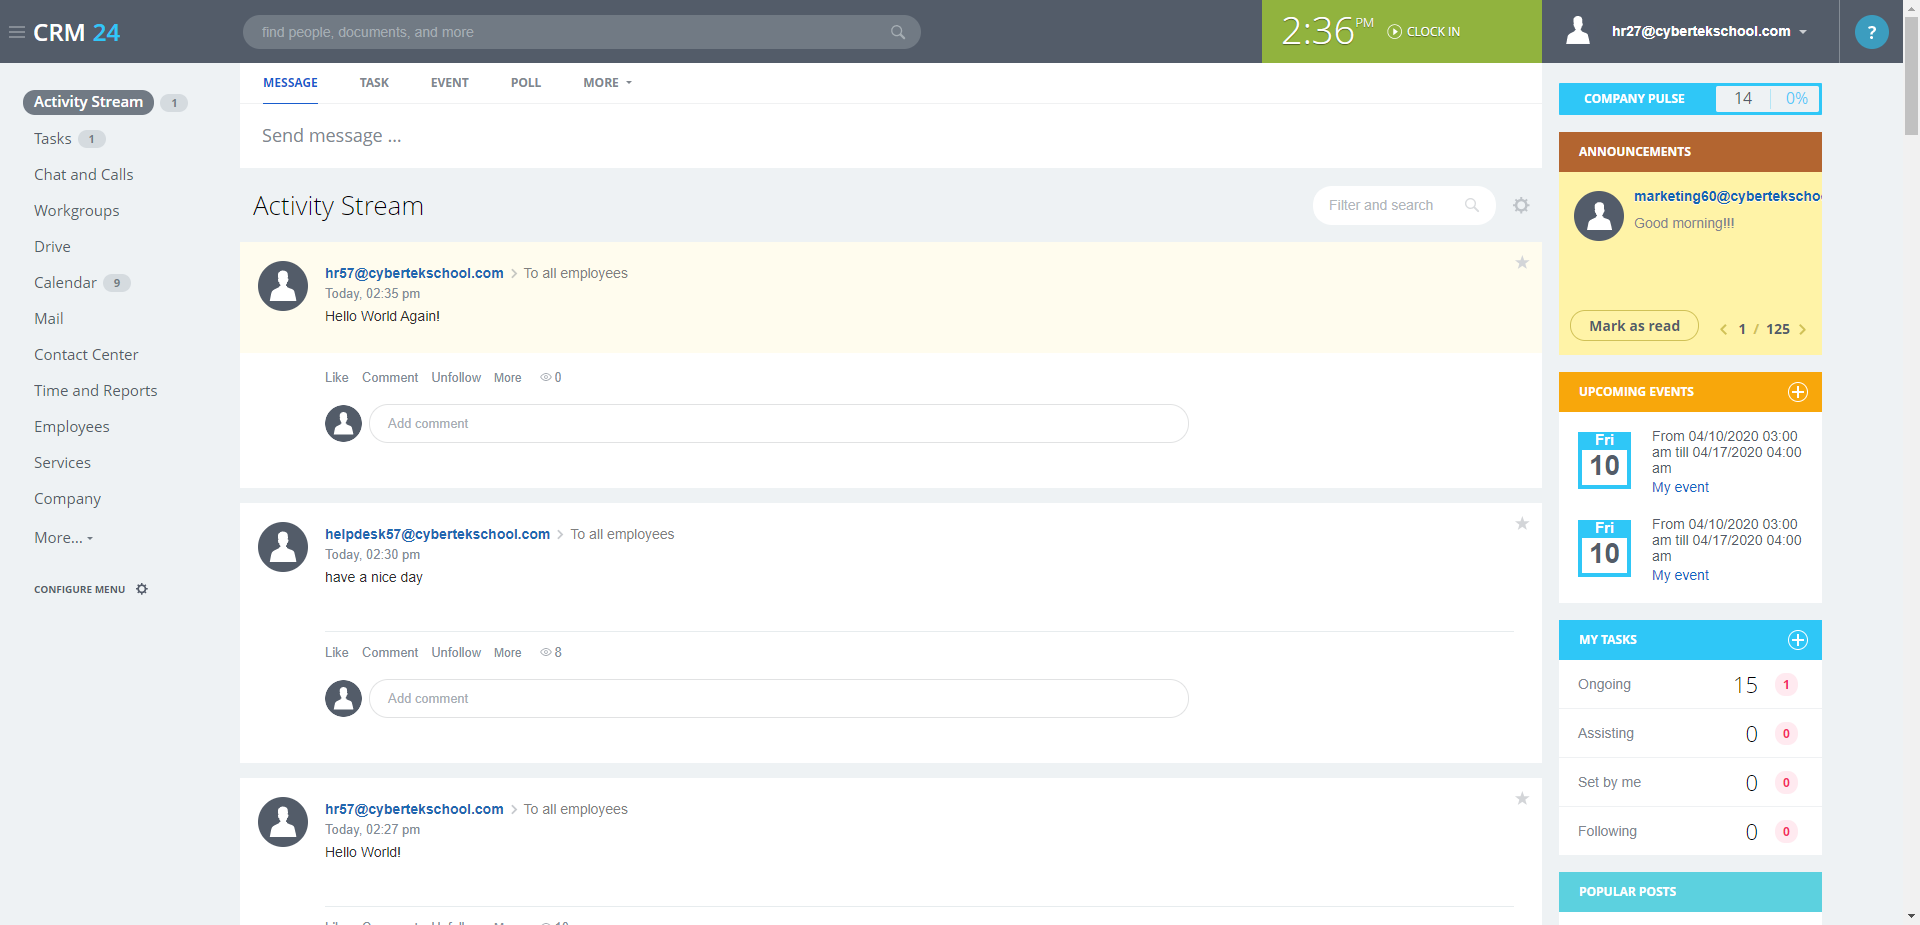 CRM 24
find people, documents, and more
2:36 PM
CLOCK IN
hr27@cybertekschool.com
?
Activity Stream 1
Tasks 1
Chat and Calls
Workgroups
Drive
Calendar 9
Mail
Contact Center
Time and Reports
Employees
Services
Company
More...
CONFIGURE MENU
MESSAGE TASK EVENT POLL MORE
Send message ...
Activity Stream
Filter and search
hr57@cybertekschool.com > To all employees
Today, 02:35 pm
Hello World Again!
Like Comment Unfollow More 0
Add comment
helpdesk57@cybertekschool.com > To all employees
Today, 02:30 pm
have a nice day
Like Comment Unfollow More 8
Add comment
hr57@cybertekschool.com > To all employees
Today, 02:27 pm
Hello World!
COMPANY PULSE 14 0%
ANNOUNCEMENTS
marketing60@cybertekscho
Good morning!!!
Mark as read
< 1 / 125 >
UPCOMING EVENTS
Fri
10
From 04/10/2020 03:00
am till 04/17/2020 04:00
am
My event
Fri
10
From 04/10/2020 03:00
am till 04/17/2020 04:00
am
My event
MY TASKS
Ongoing 15 1
Assisting 0 0
Set by me 0 0
Following 0 0
POPULAR POSTS